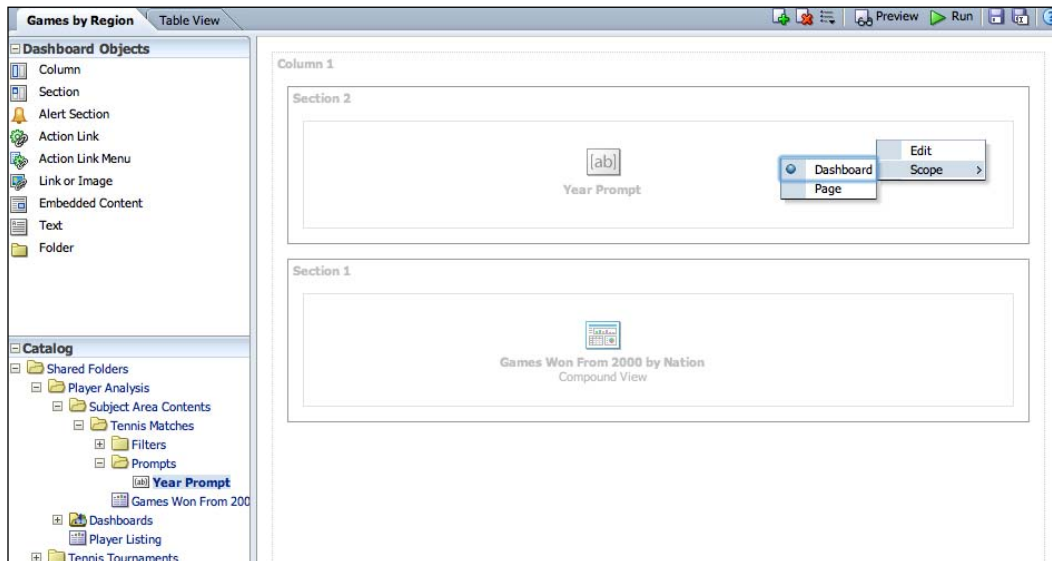 Games by Region Table View Preview Run
Dashboard Objects
Column
Section
Alert Section
Action Link
Action Link Menu
Link or Image
Embedded Content
Text
Folder
Catalog
Shared Folders
Player Analysis
Subject Area Contents
Tennis Matches
Filters
Prompts
[ab] Year Prompt
Games Won From 200
Dashboards
Player Listing
Tennis Tournaments
Column 1
Section 2
[ab]
Year Prompt
Edit
Scope >
Dashboard
Page
Section 1
Games Won From 2000 by Nation
Compound View